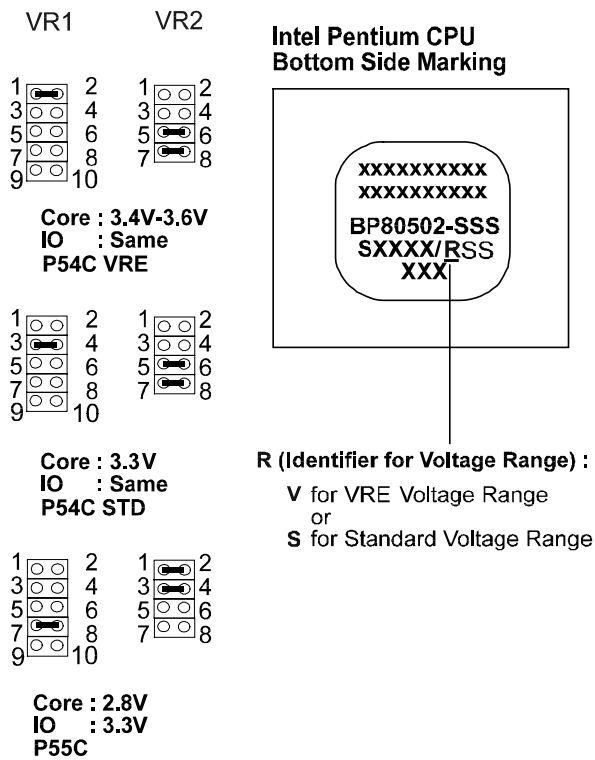 VR1 VR2
1 2 1 2
3 4 3 4
5 6 5 6
7 8 7 8
9 10
Core : 3.4V-3.6V
IO : Same
P54C VRE
1 2 1 2
3 4 3 4
5 6 5 6
7 8 7 8
9 10
Core : 3.3V
IO : Same
P54C STD
1 2 1 2
3 4 3 4
5 6 5 6
7 8 7 8
9 10
Core : 2.8V
IO : 3.3V
P55C
Intel Pentium CPU
Bottom Side Marking
XXXXXXXXXX
XXXXXXXXXX
BP80502-SSS
SXXXX/RSS
XXX
R (Identifier for Voltage Range) :
V for VRE Voltage Range
or
S for Standard Voltage Range